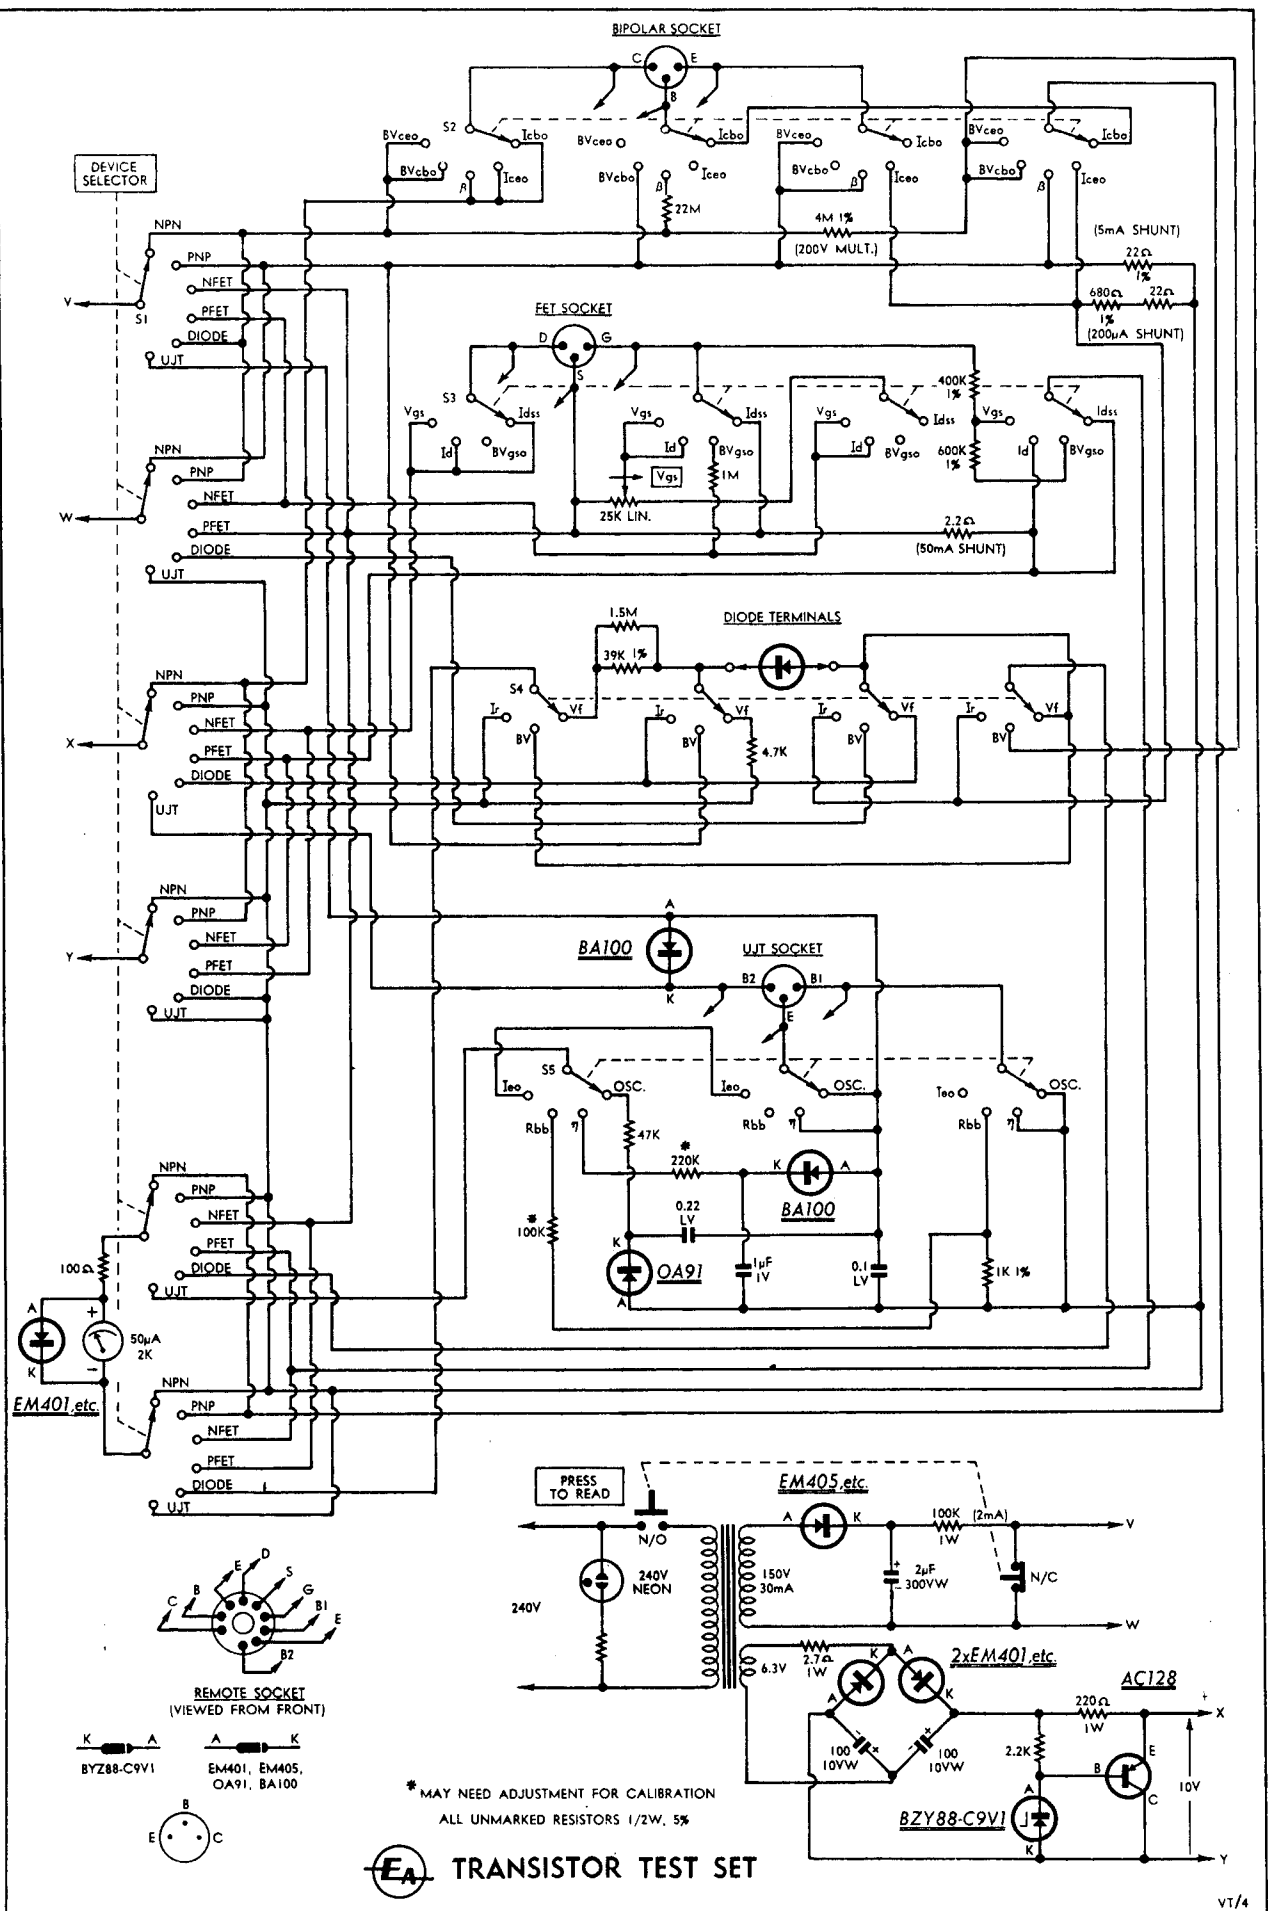 BIPOLAR SOCKET
C E
B
S2
BVceo Icbo BVceo Icbo BVceo Icbo BVceo Icbo
BVcbo β Iceo BVcbo β Iceo BVcbo β Iceo BVcbo Iceo
DEVICE
SELECTOR
22M
4M 1%
(200V MULT.)
(5mA SHUNT)
22Ω
1%
680Ω 22Ω
1%
(200μA SHUNT)
NPN
PNP
NFET
V
S1
PFET
DIODE
UJT
FET SOCKET
D G
S
S3
400K
1%
Vgs Idss Vgs Idss Vgs Idss Vgs Idss
Id BVgso Id BVgso Id BVgso Id BVgso
600K
1%
Vgs
1M
25K LIN.
2.2Ω
(50mA SHUNT)
NPN
PNP
NFET
W
PFET
DIODE
UJT
1.5M
39K 1%
DIODE TERMINALS
S4
Ir Vf Ir Vf Ir Vf Ir Vf
BV BV BV BV
4.7K
NPN
PNP
NFET
X
PFET
DIODE
UJT
NPN
PNP
NFET
Y
PFET
DIODE
UJT
A
BA100
K
UJT SOCKET
B2 B1
E
S5
Ieo OSC. Ieo OSC. Ieo
Rbb η Rbb η Rbb η
47K
*
220K
K A
BA100
*
100K
0.22
LV
K
OA91
A
1μF
1V
0.1
LV
1K 1%
NPN
PNP
NFET
PFET
DIODE
UJT
100Ω
A
+
50μA
2K
K
−
EM401,etc.
NPN
PNP
NFET
PFET
DIODE
UJT
PRESS
TO READ
N/O
240V
240V
NEON
EM405,etc.
A K
150V
30mA
100K
1W
(2mA)
+
2μF
- 300VW
N/C
V
W
6.3V
2.7Ω
1W
K A
A K
2xEM401,etc.
- +
100
10VW
- +
100
10VW
AC128
220Ω
1W
+
X
2.2K
B E
C
10V
A
BZY88-C9V1
K
Y
C B E D S G B1 E
B2
REMOTE SOCKET
(VIEWED FROM FRONT)
K A
BYZ88-C9V1
A K
EM401, EM405,
OA91, BA100
B
E C
* MAY NEED ADJUSTMENT FOR CALIBRATION
ALL UNMARKED RESISTORS 1/2W, 5%
EA TRANSISTOR TEST SET
VT/4